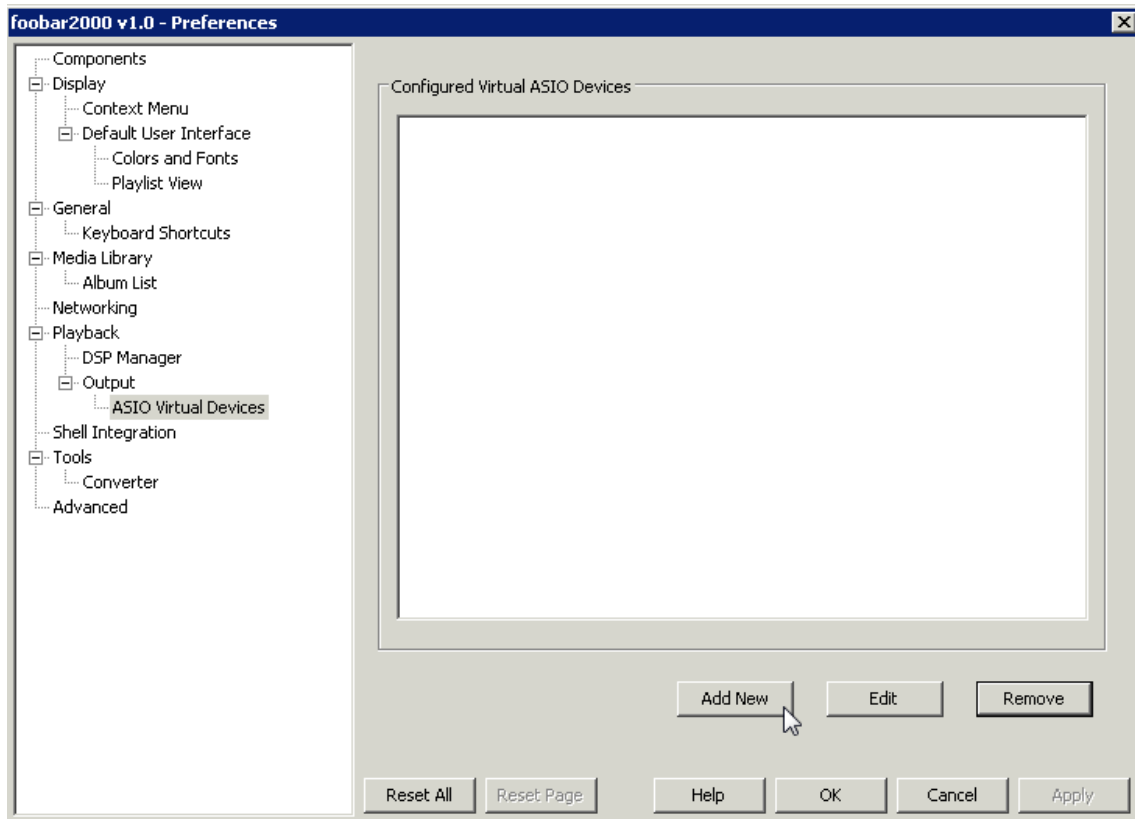 foobar2000 v1.0 - Preferences
Components
Display
Context Menu
Default User Interface
Colors and Fonts
Playlist View
General
Keyboard Shortcuts
Media Library
Album List
Networking
Playback
DSP Manager
Output
ASIO Virtual Devices
Shell Integration
Tools
Converter
Advanced
Configured Virtual ASIO Devices
Add New Edit Remove
Reset All Reset Page Help OK Cancel Apply